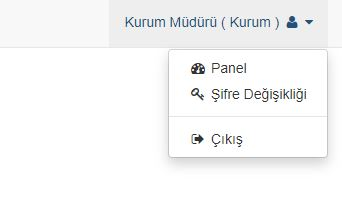 Kurum Müdürü ( Kurum )
Panel
Şifre Değişikliği
Çıkış